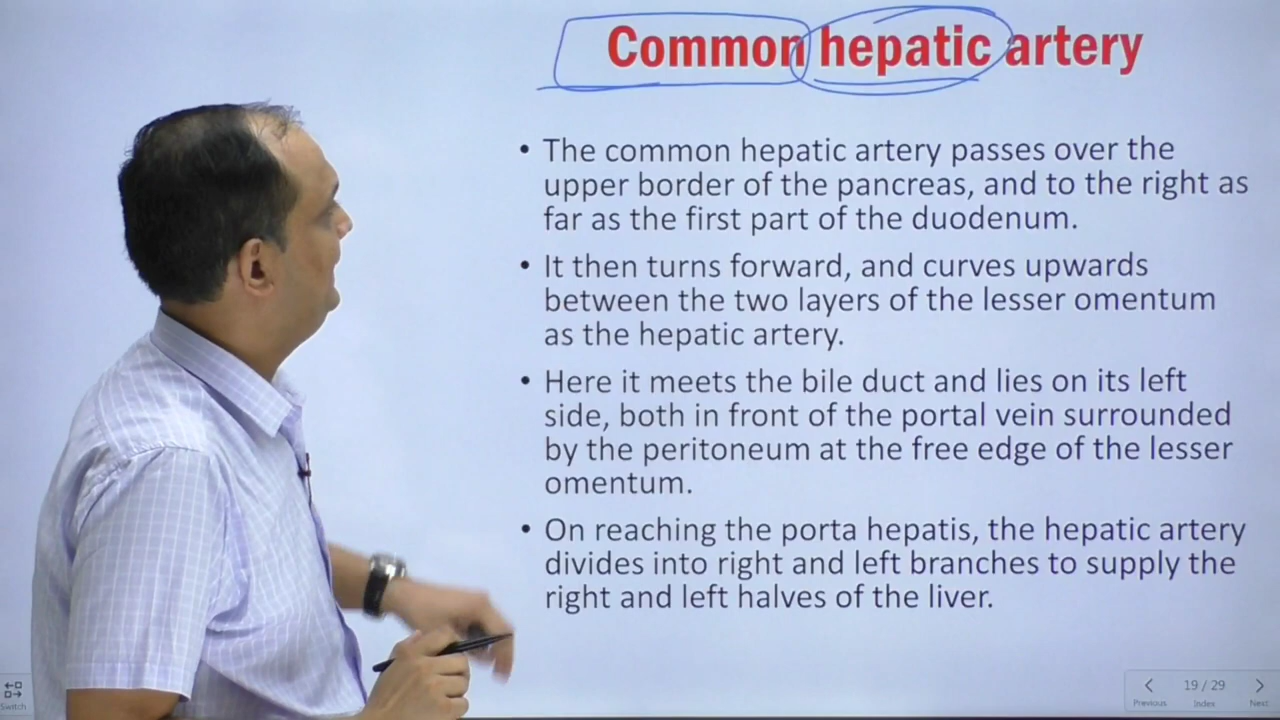 Common hepatic artery
• The common hepatic artery passes over the
upper border of the pancreas, and to the right as
far as the first part of the duodenum.
• It then turns forward, and curves upwards
between the two layers of the lesser omentum
as the hepatic artery.
• Here it meets the bile duct and lies on its left
side, both in front of the portal vein surrounded
by the peritoneum at the free edge of the lesser
omentum.
• On reaching the porta hepatis, the hepatic artery
divides into right and left branches to supply the
right and left halves of the liver.
Switch
19 / 29
Previous Index Next